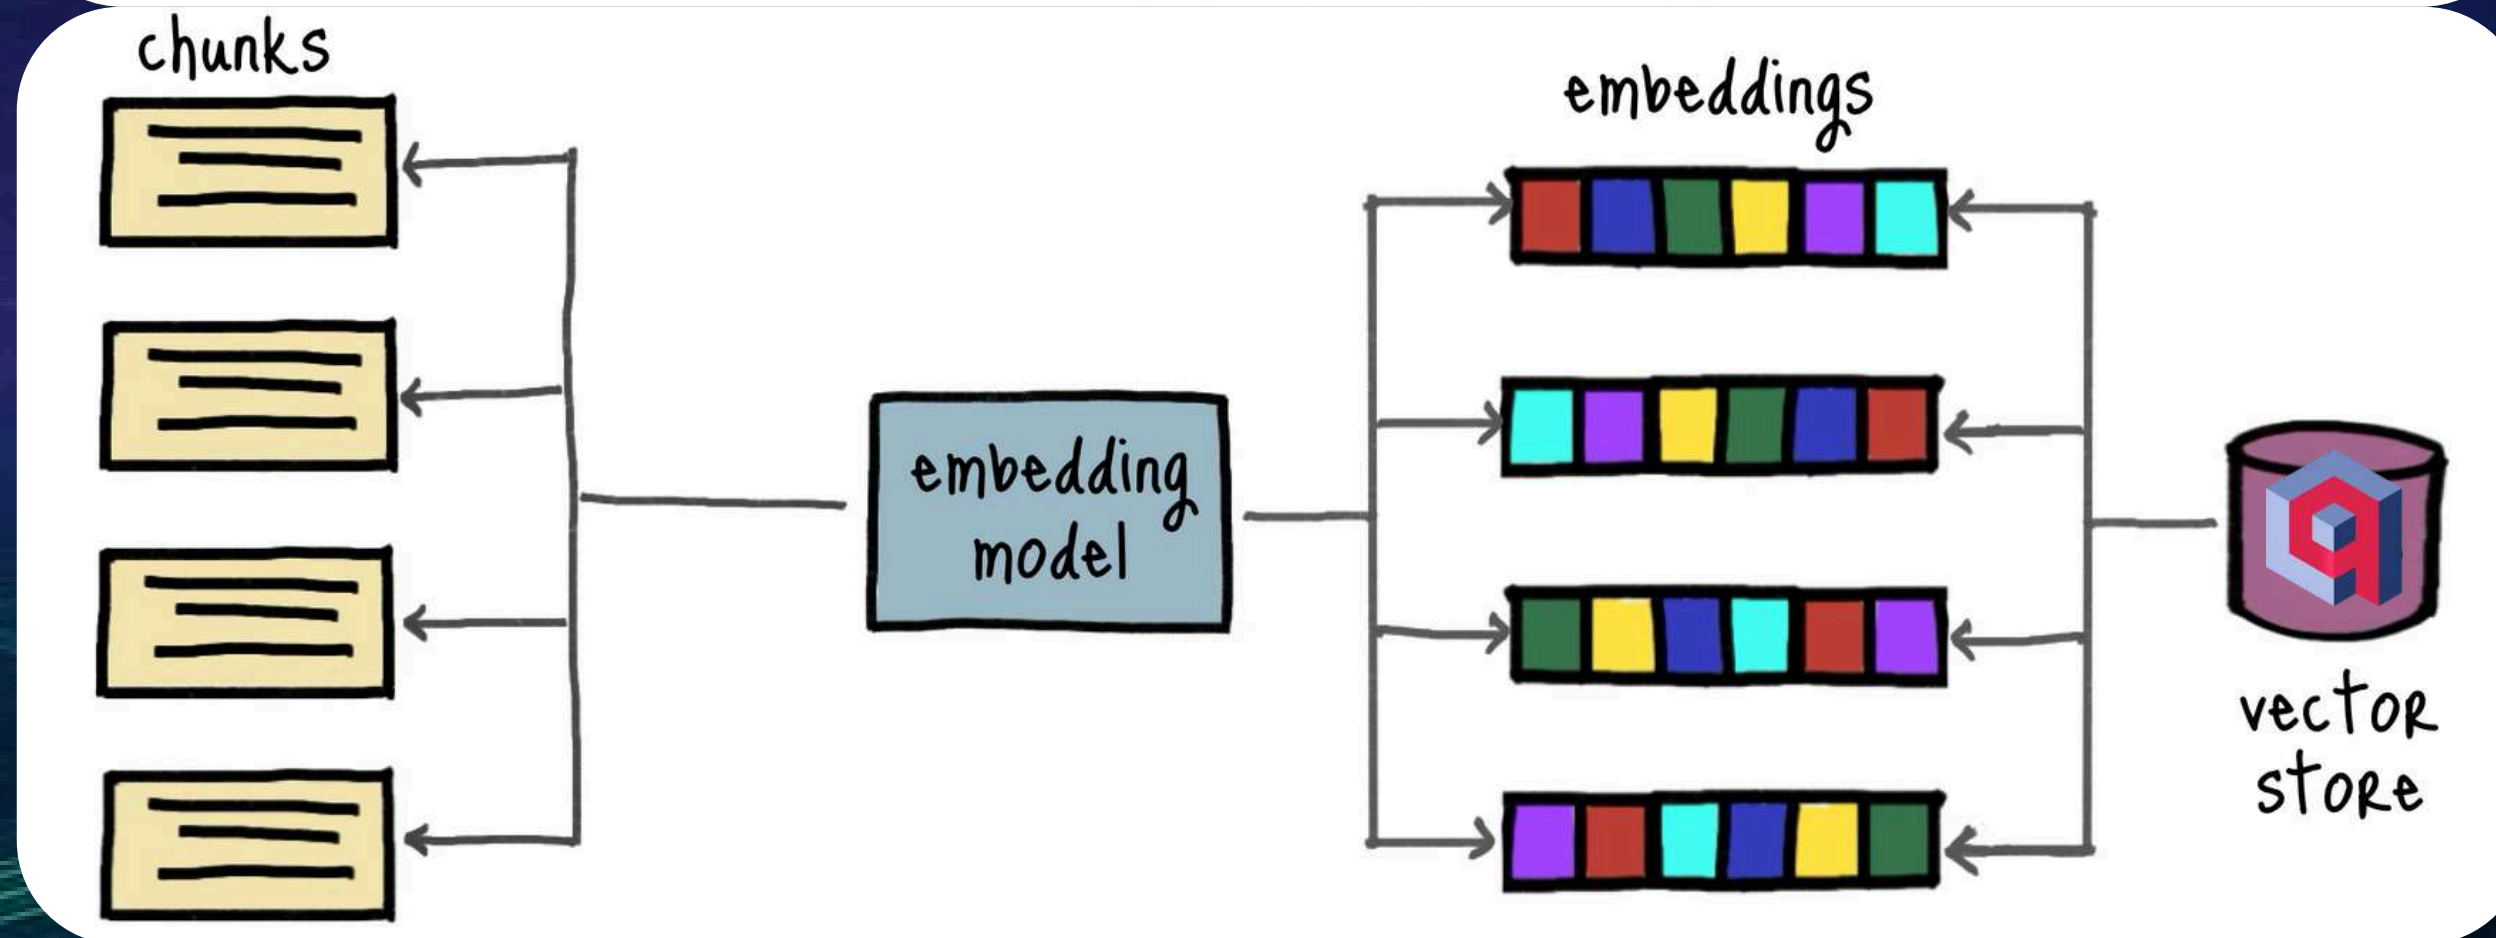 chunks
embeddings
embedding
model
vector
store